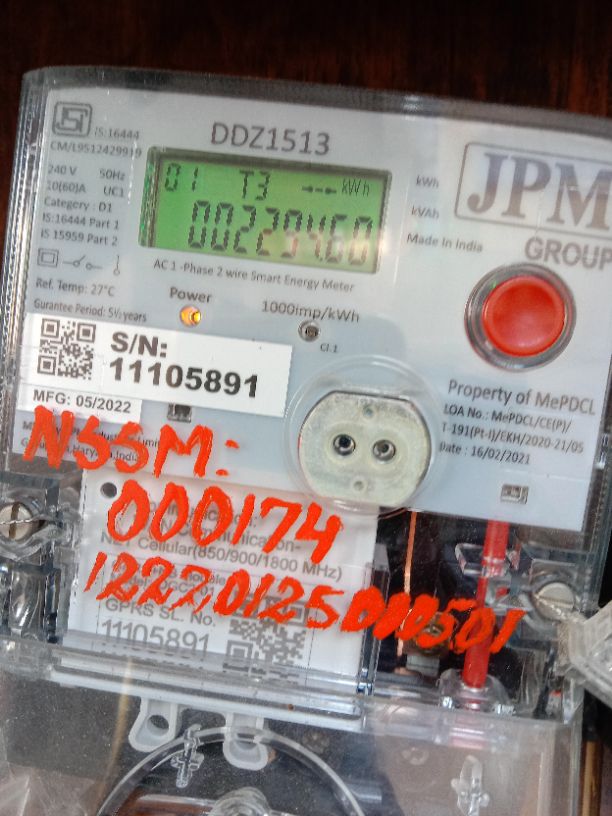 IS:16444
CM/L9512429919
DDZ1513
240 V 50Hz
10(60)A UC1
Category : D1
IS:16444 Part 1
IS 15959 Part 2
01 T3 kWh
002294.60
kWh
kVAh
Made in India
JPM
GROUP
AC 1 -Phase 2 wire Smart Energy Meter
Ref. Temp: 27°C
Gurantee Period: 5½ years
Power
1000imp/kWh
Cl.1
S/N:
11105891
MFG: 05/2022
Property of MePDCL
LOA No.: MePDCL/CE(P)/
T-191(Pt-I)/EKH/2020-21/05
Date : 16/02/2021
NSSM:
000174
Cellular(850/900/1800 MHz)
GPRS SL. No.
11105891